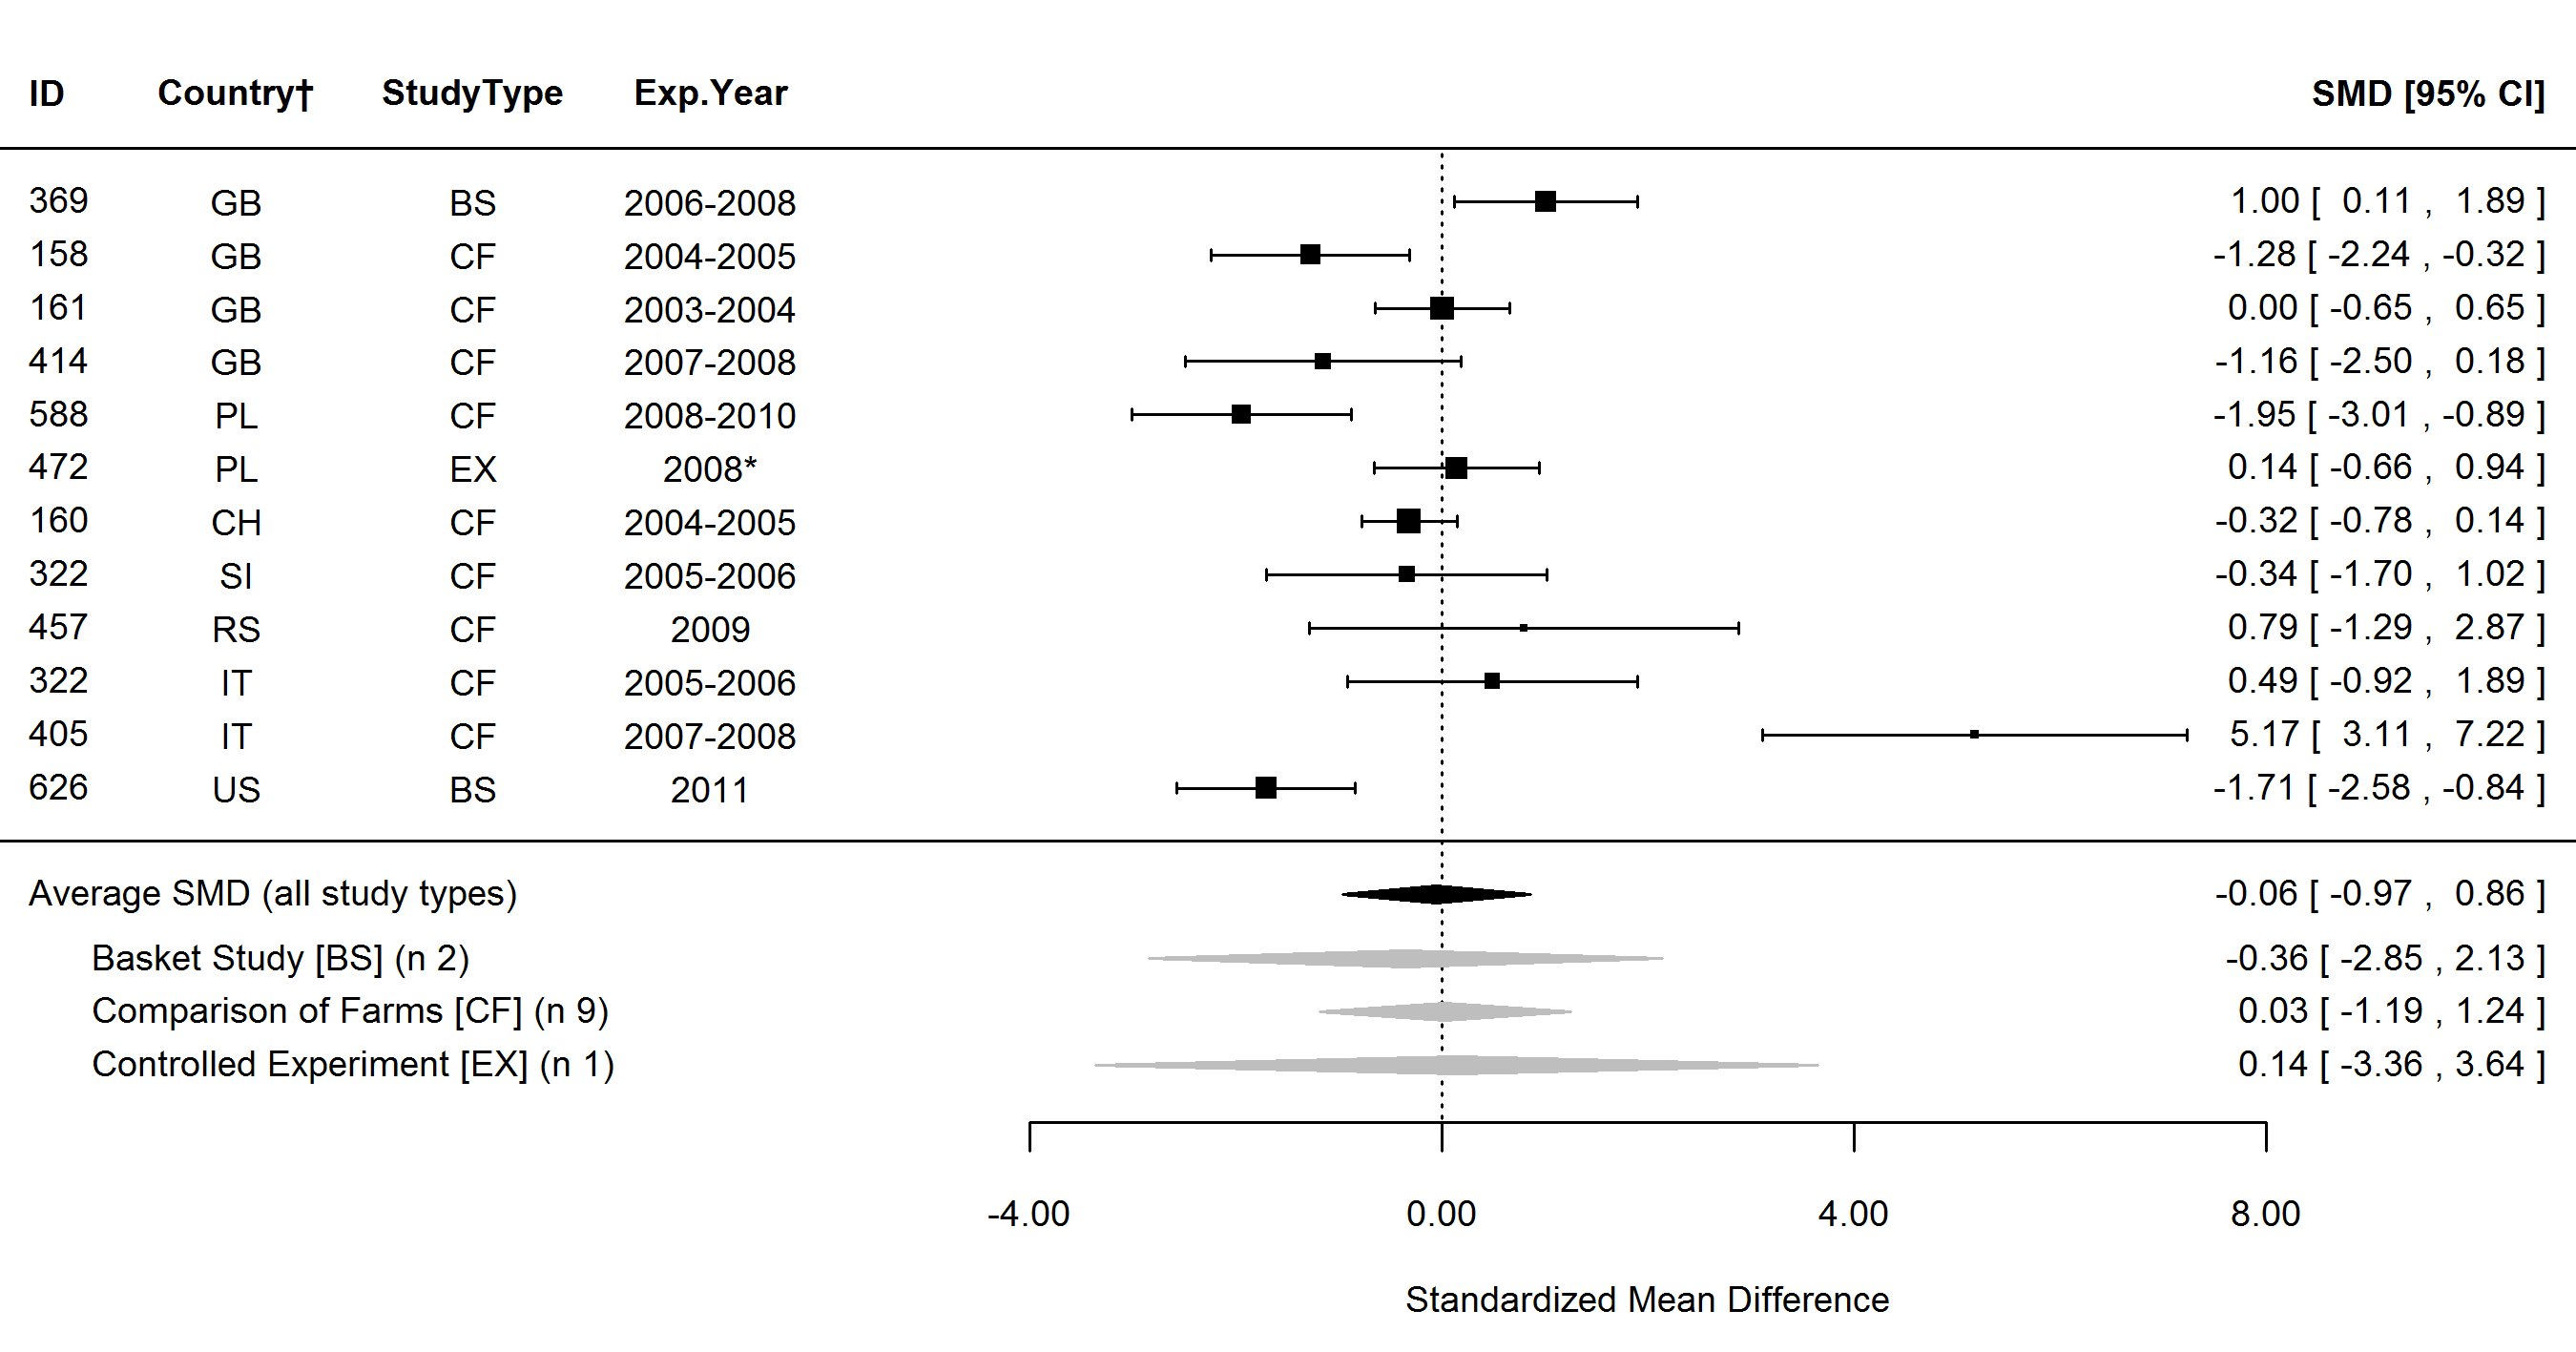 ID Country† StudyType Exp.Year SMD [95% CI]
369 GB BS 2006-2008 1.00 [ 0.11 , 1.89 ]
158 GB CF 2004-2005 -1.28 [ -2.24 , -0.32 ]
161 GB CF 2003-2004 0.00 [ -0.65 , 0.65 ]
414 GB CF 2007-2008 -1.16 [ -2.50 , 0.18 ]
588 PL CF 2008-2010 -1.95 [ -3.01 , -0.89 ]
472 PL EX 2008* 0.14 [ -0.66 , 0.94 ]
160 CH CF 2004-2005 -0.32 [ -0.78 , 0.14 ]
322 SI CF 2005-2006 -0.34 [ -1.70 , 1.02 ]
457 RS CF 2009 0.79 [ -1.29 , 2.87 ]
322 IT CF 2005-2006 0.49 [ -0.92 , 1.89 ]
405 IT CF 2007-2008 5.17 [ 3.11 , 7.22 ]
626 US BS 2011 -1.71 [ -2.58 , -0.84 ]
Average SMD (all study types) -0.06 [ -0.97 , 0.86 ]
Basket Study [BS] (n 2) -0.36 [ -2.85 , 2.13 ]
Comparison of Farms [CF] (n 9) 0.03 [ -1.19 , 1.24 ]
Controlled Experiment [EX] (n 1) 0.14 [ -3.36 , 3.64 ]
-4.00 0.00 4.00 8.00
Standardized Mean Difference